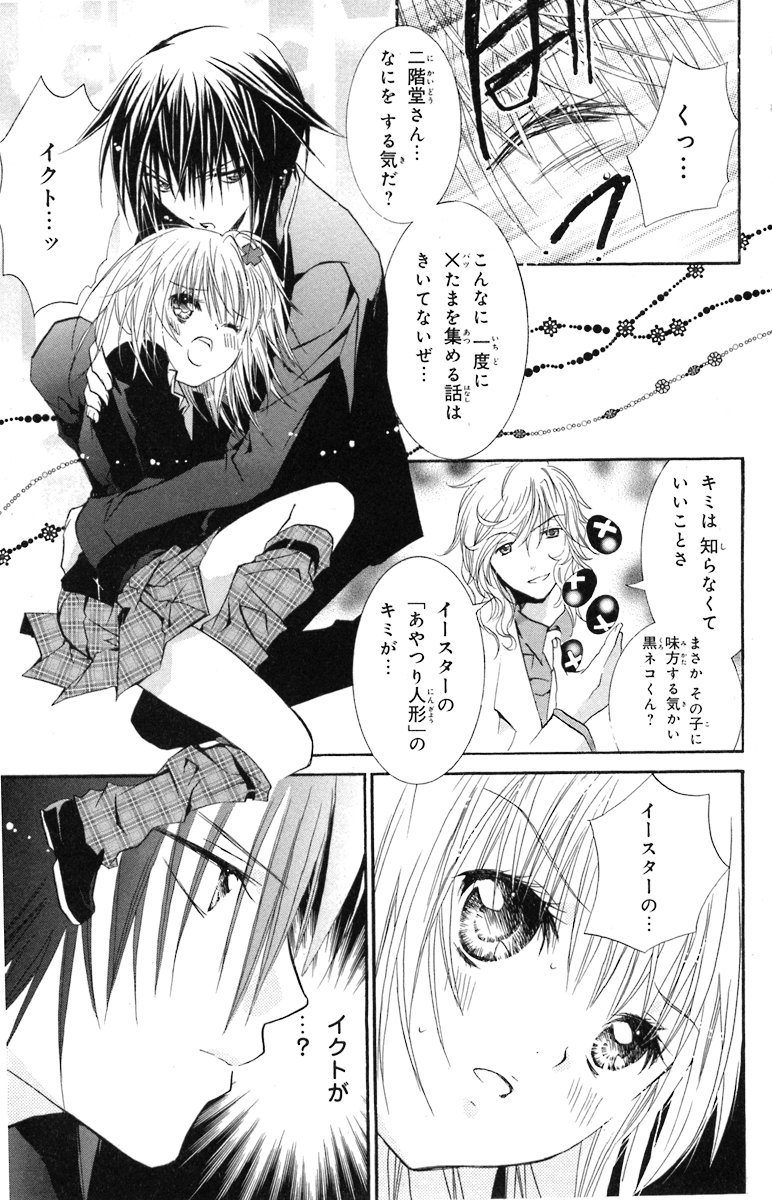 くっ…
二階堂さん…
なにを する気だ?
イクト…ッ
こんなに 一度に
×たまを集める話は
きいてないぜ…
キミは 知らなくて
いいことさ
まさか その子に
味方する気かい
黒ネコくん?
イースターの
「あやつり人形」の
キミが…
イースターの…
イクトが
…?